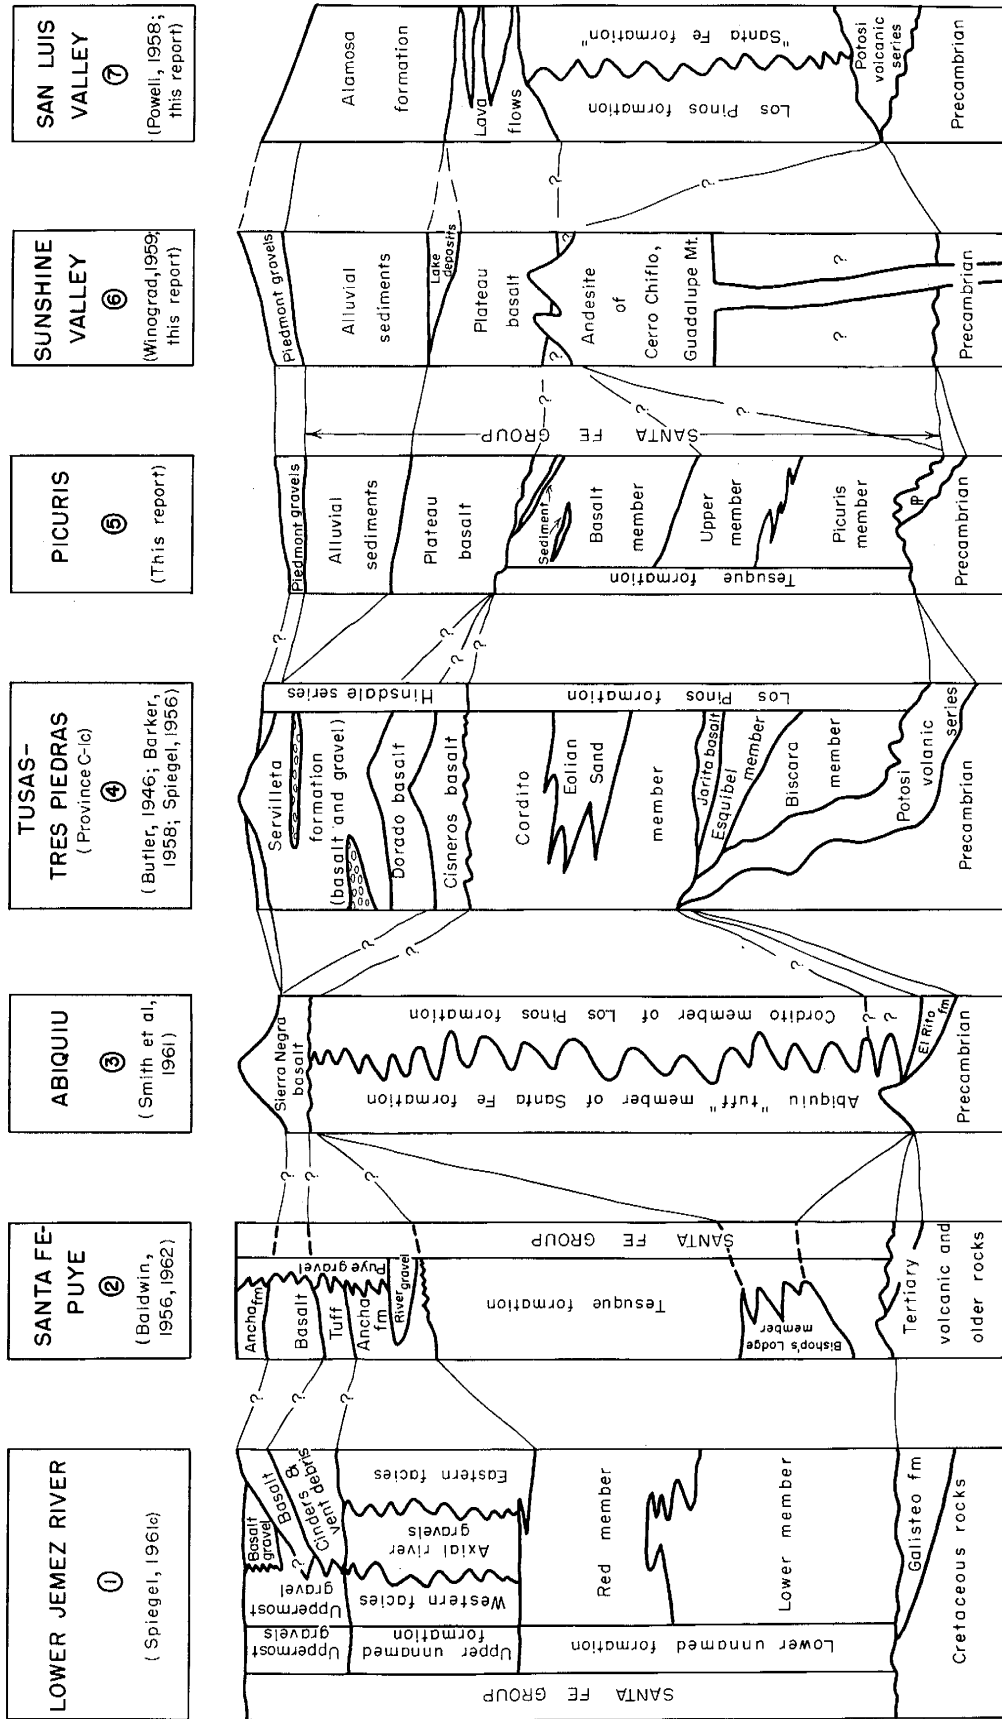 LOWER JEMEZ RIVER
①
(Spiegel, 1961c)
SANTA FE-
PUYE
②
(Baldwin,
1956, 1962)
ABIQUIU
③
(Smith et al,
1961)
TUSAS-
TRES PIEDRAS
(Province C-1c)
④
(Butler, 1946; Barker,
1958; Spiegel, 1956)
PICURIS
⑤
(This report)
SUNSHINE
VALLEY
⑥
(Winograd, 1959;
this report)
SAN LUIS
VALLEY
⑦
(Powell, 1958;
this report)
SANTA FE GROUP
Uppermost
gravels
Upper unnamed
formation
Lower unnamed formation
Uppermost
gravel
Basalt
gravel
?
Basalt
Cinders &
vent debris
Western facies
Axial river
gravels
Eastern facies
Red member
Lower member
Galisteo fm
Cretaceous rocks
?
?
?
Ancha
fm
Basalt
Tuff
Ancha
fm
Puye gravel
River
gravel
Tesuque formation
Bishop's Lodge
member
SANTA FE GROUP
Tertiary
volcanic and
older rocks
?
?
?
Sierra Negra
basalt
Abiquiu "tuff" member of Santa Fe formation
Cordito member of Los Pinos formation
? ?
El Rito
fm
Precambrian
?
?
?
Servilleta
formation
(basalt and gravel)
Dorado basalt
Cisneros basalt
Hinsdale series
Cordito
Eolian
Sand
member
Jarita basalt
Esquibel member
Biscara
member
Los Pinos formation
Potosi
volanic
series
Precambrian
?
?
?
?
Piedmont gravels
Alluvial
sediments
Plateau
basalt
Sediment
Basalt
member
Upper
member
Picuris
member
Tesuque formation
IP
Precambrian
SANTA FE GROUP
?
?
?
Piedmont gravels
Alluvial
sediments
Lake
deposits
Plateau
basalt
?
?
Andesite
of
Cerro Chiflo,
Guadalupe Mt.
?
?
Precambrian
?
?
Alamosa
formation
Lava
flows
Los Pinos formation
"Santa Fe formation"
Potosi
volcanic
series
Precambrian